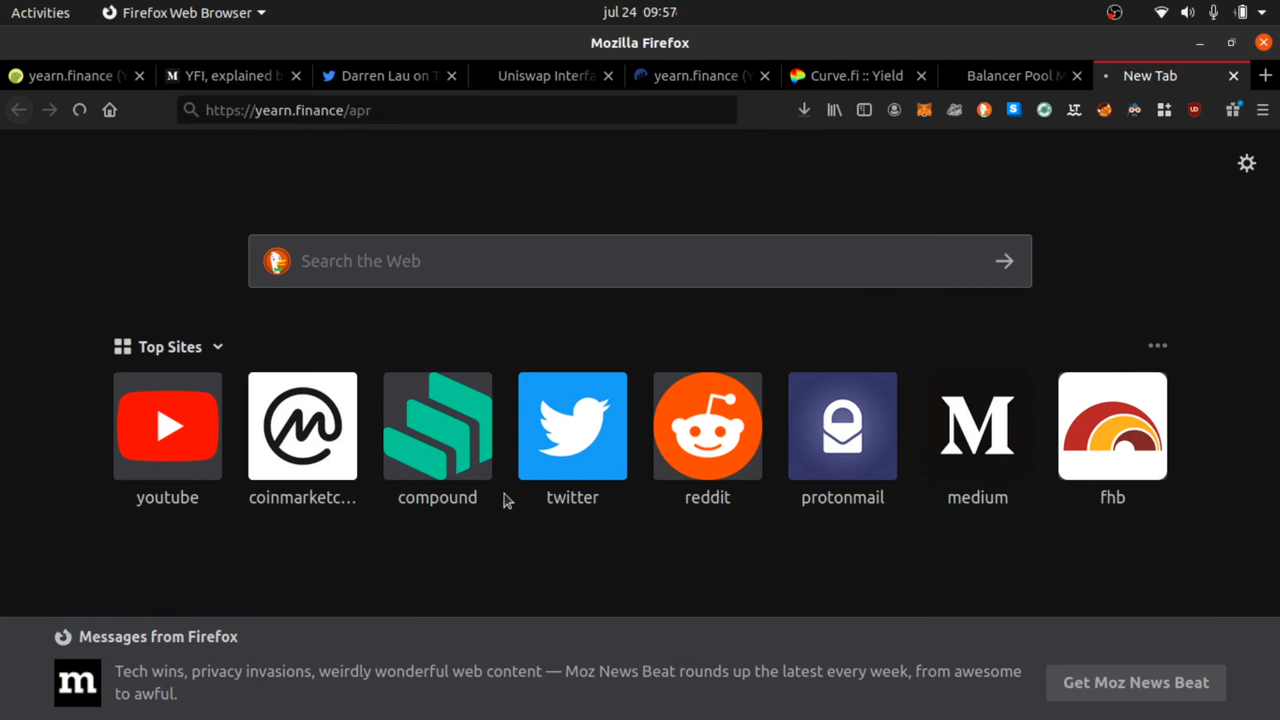 Activities Firefox Web Browser jul 24 09:57
Mozilla Firefox
yearn.finance (Y YFI, explained b Darren Lau on T Uniswap Interfa yearn.finance (Y Curve.fi :: Yield Balancer Pool M New Tab
https://yearn.finance/apr
Search the Web
Top Sites
youtube coinmarketc... compound twitter reddit protonmail medium fhb
Messages from Firefox
Tech wins, privacy invasions, weirdly wonderful web content — Moz News Beat rounds up the latest every week, from awesome
to awful.
Get Moz News Beat